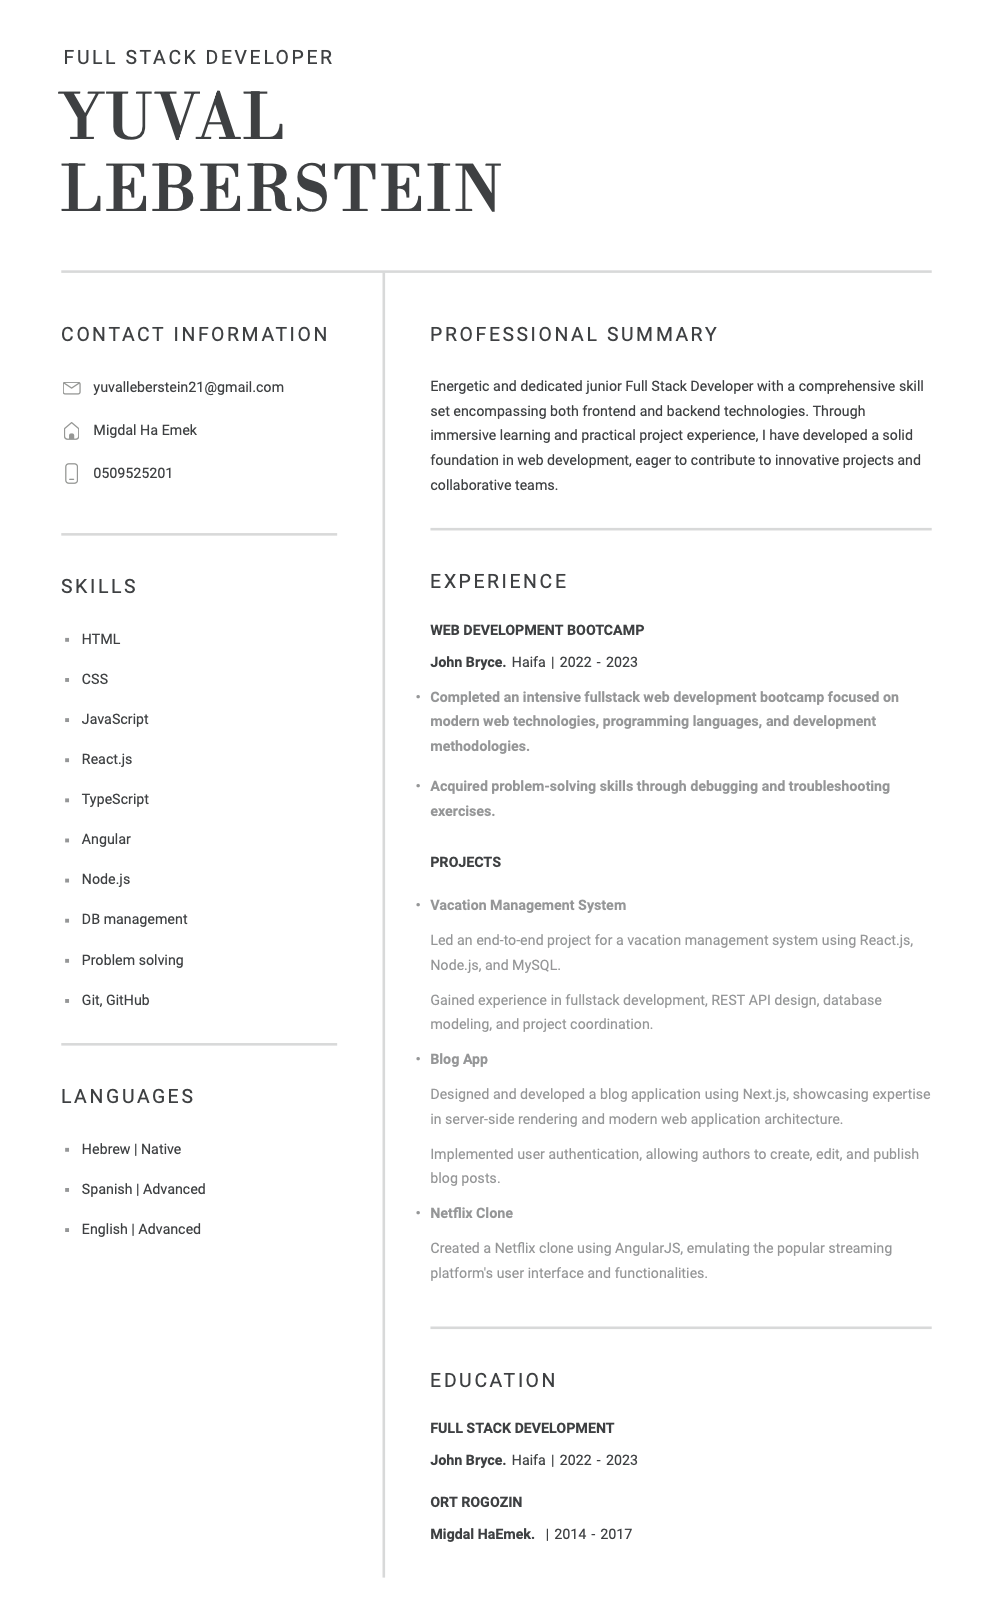 FULL STACK DEVELOPER
YUVAL
LEBERSTEIN
CONTACT INFORMATION
yuvalleberstein21@gmail.com
Migdal Ha Emek
0509525201
SKILLS
▪ HTML
▪ CSS
▪ JavaScript
▪ React.js
▪ TypeScript
▪ Angular
▪ Node.js
▪ DB management
▪ Problem solving
▪ Git, GitHub
LANGUAGES
▪ Hebrew | Native
▪ Spanish | Advanced
▪ English | Advanced
PROFESSIONAL SUMMARY
Energetic and dedicated junior Full Stack Developer with a comprehensive skill
set encompassing both frontend and backend technologies. Through
immersive learning and practical project experience, I have developed a solid
foundation in web development, eager to contribute to innovative projects and
collaborative teams.
EXPERIENCE
WEB DEVELOPMENT BOOTCAMP
John Bryce. Haifa | 2022 - 2023
• Completed an intensive fullstack web development bootcamp focused on
modern web technologies, programming languages, and development
methodologies.
• Acquired problem-solving skills through debugging and troubleshooting
exercises.
PROJECTS
• Vacation Management System
Led an end-to-end project for a vacation management system using React.js,
Node.js, and MySQL.
Gained experience in fullstack development, REST API design, database
modeling, and project coordination.
• Blog App
Designed and developed a blog application using Next.js, showcasing expertise
in server-side rendering and modern web application architecture.
Implemented user authentication, allowing authors to create, edit, and publish
blog posts.
• Netflix Clone
Created a Netflix clone using AngularJS, emulating the popular streaming
platform's user interface and functionalities.
EDUCATION
FULL STACK DEVELOPMENT
John Bryce. Haifa | 2022 - 2023
ORT ROGOZIN
Migdal HaEmek. | 2014 - 2017